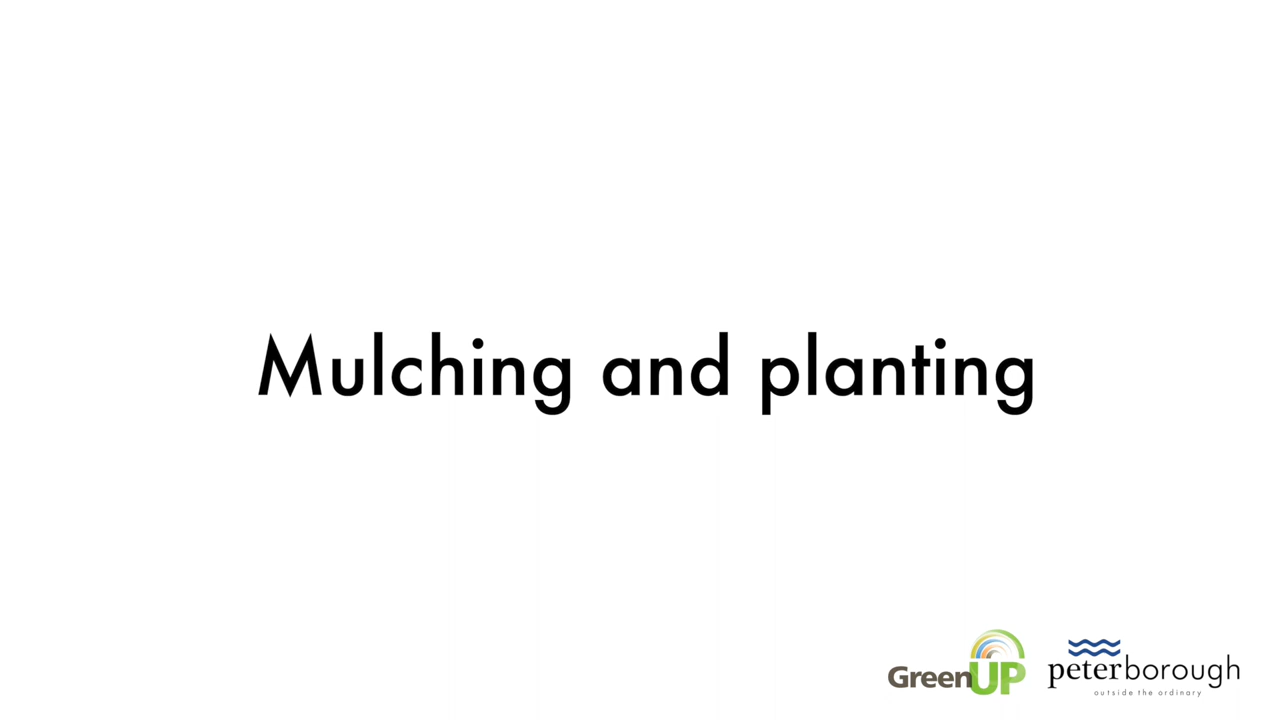 Mulching and planting
GreenUP
peterborough
outside the ordinary